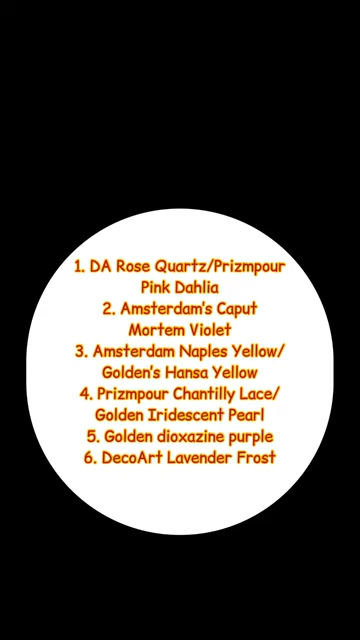 1. DA Rose Quartz/Prizmpour
Pink Dahlia
2. Amsterdam's Caput
Mortem Violet
3. Amsterdam Naples Yellow/
Golden's Hansa Yellow
4. Prizmpour Chantilly Lace/
Golden Iridescent Pearl
5. Golden dioxazine purple
6. DecoArt Lavender Frost